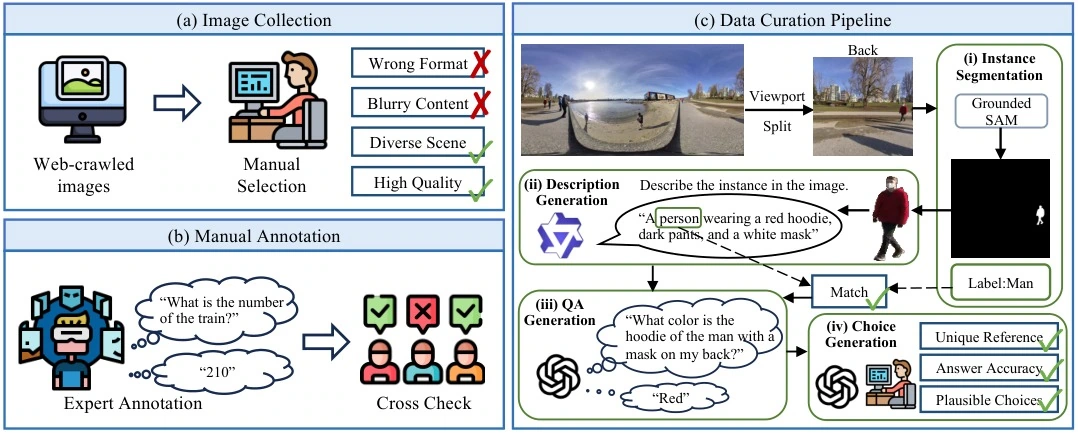 (a) Image Collection
Web-crawled
images
Manual
Selection
Wrong Format
Blurry Content
Diverse Scene
High Quality
(b) Manual Annotation
“What is the number
of the train?”
“210”
Expert Annotation
Cross Check
(c) Data Curation Pipeline
Viewport
Split
Back
(i) Instance
Segmentation
Grounded
SAM
Label:Man
(ii) Description
Generation
Describe the instance in the image.
“A person wearing a red hoodie,
dark pants, and a white mask”
Match
(iii) QA
Generation
“What color is the
hoodie of the man with a
mask on my back?”
“Red”
(iv) Choice
Generation
Unique Reference
Answer Accuracy
Plausible Choices